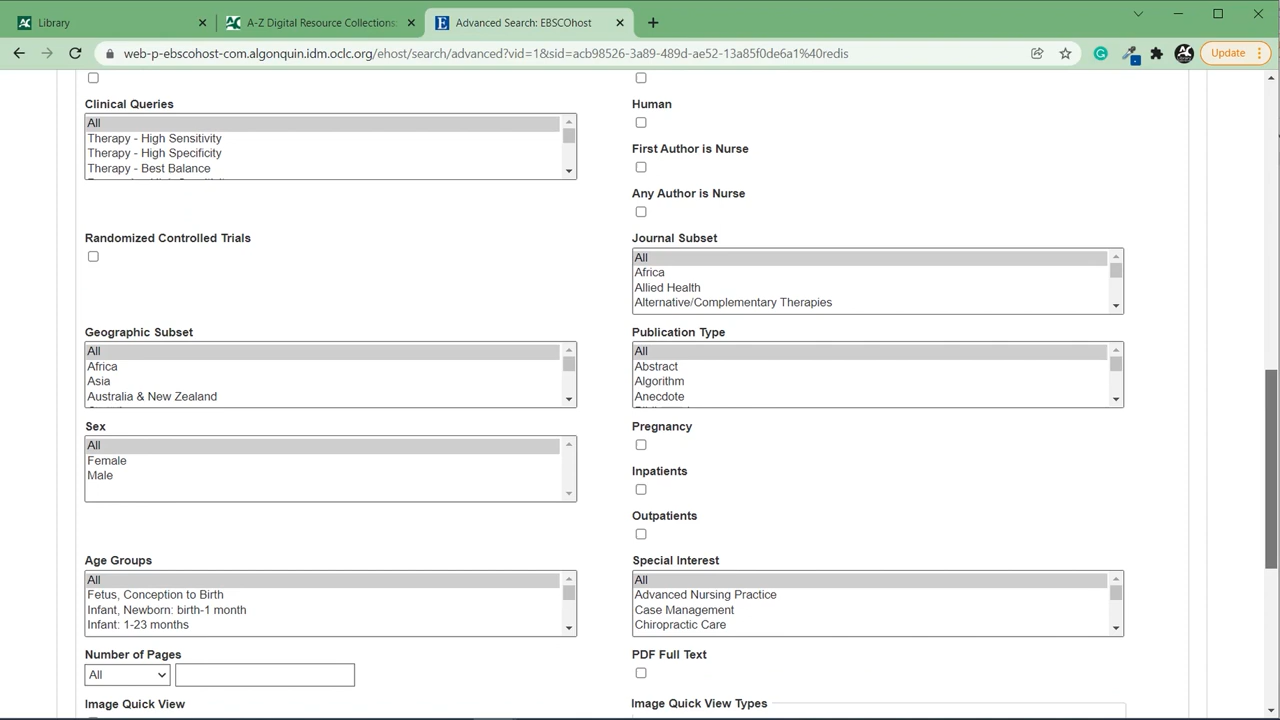 Library
A-Z Digital Resource Collections:
Advanced Search: EBSCOhost
web-p-ebscohost-com.algonquin.idm.oclc.org/ehost/search/advanced?vid=1&sid=acb98526-3a89-489d-ae52-13a85f0de6a1%40redis
Update
Clinical Queries
All
Therapy - High Sensitivity
Therapy - High Specificity
Therapy - Best Balance
Human
First Author is Nurse
Any Author is Nurse
Randomized Controlled Trials
Journal Subset
All
Africa
Allied Health
Alternative/Complementary Therapies
Geographic Subset
All
Africa
Asia
Australia & New Zealand
Publication Type
All
Abstract
Algorithm
Anecdote
Sex
All
Female
Male
Pregnancy
Inpatients
Outpatients
Age Groups
All
Fetus, Conception to Birth
Infant, Newborn: birth-1 month
Infant: 1-23 months
Special Interest
All
Advanced Nursing Practice
Case Management
Chiropractic Care
Number of Pages
All
PDF Full Text
Image Quick View
Image Quick View Types